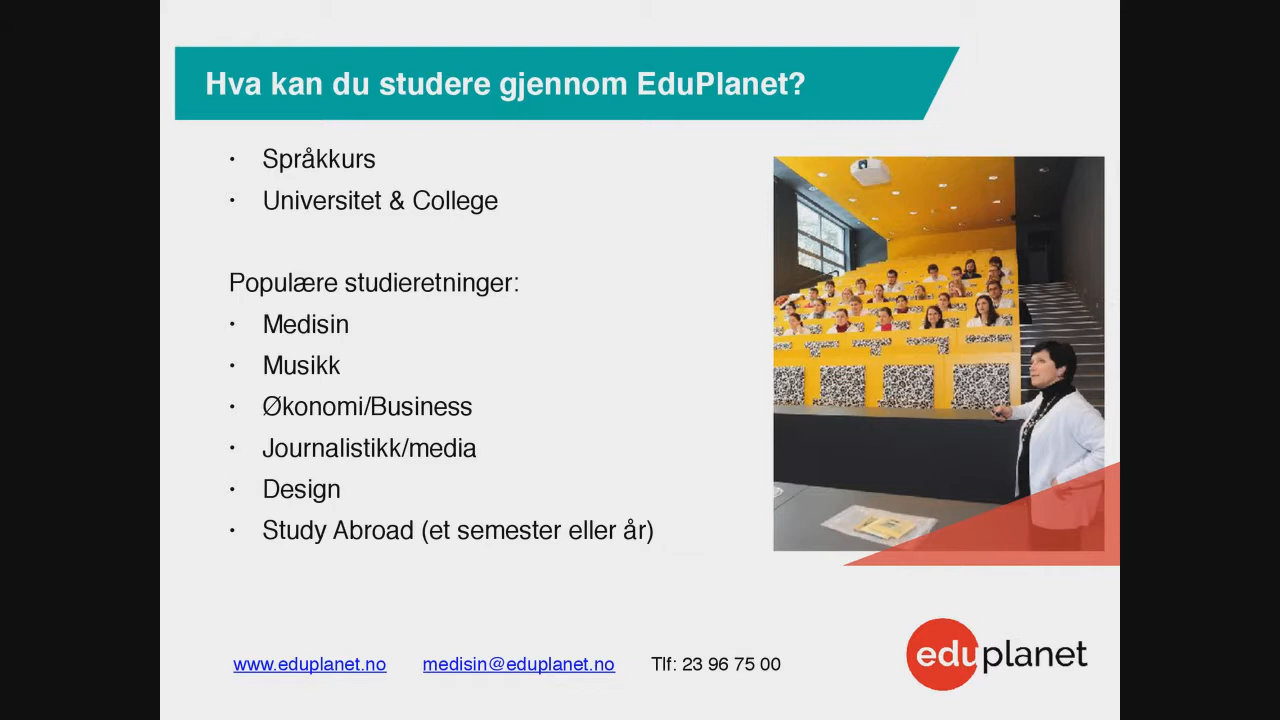 Hva kan du studere gjennom EduPlanet?
• Språkkurs
• Universitet & College
Populære studieretninger:
• Medisin
• Musikk
• Økonomi/Business
• Journalistikk/media
• Design
• Study Abroad (et semester eller år)
www.eduplanet.no medisin@eduplanet.no Tlf: 23 96 75 00
eduplanet